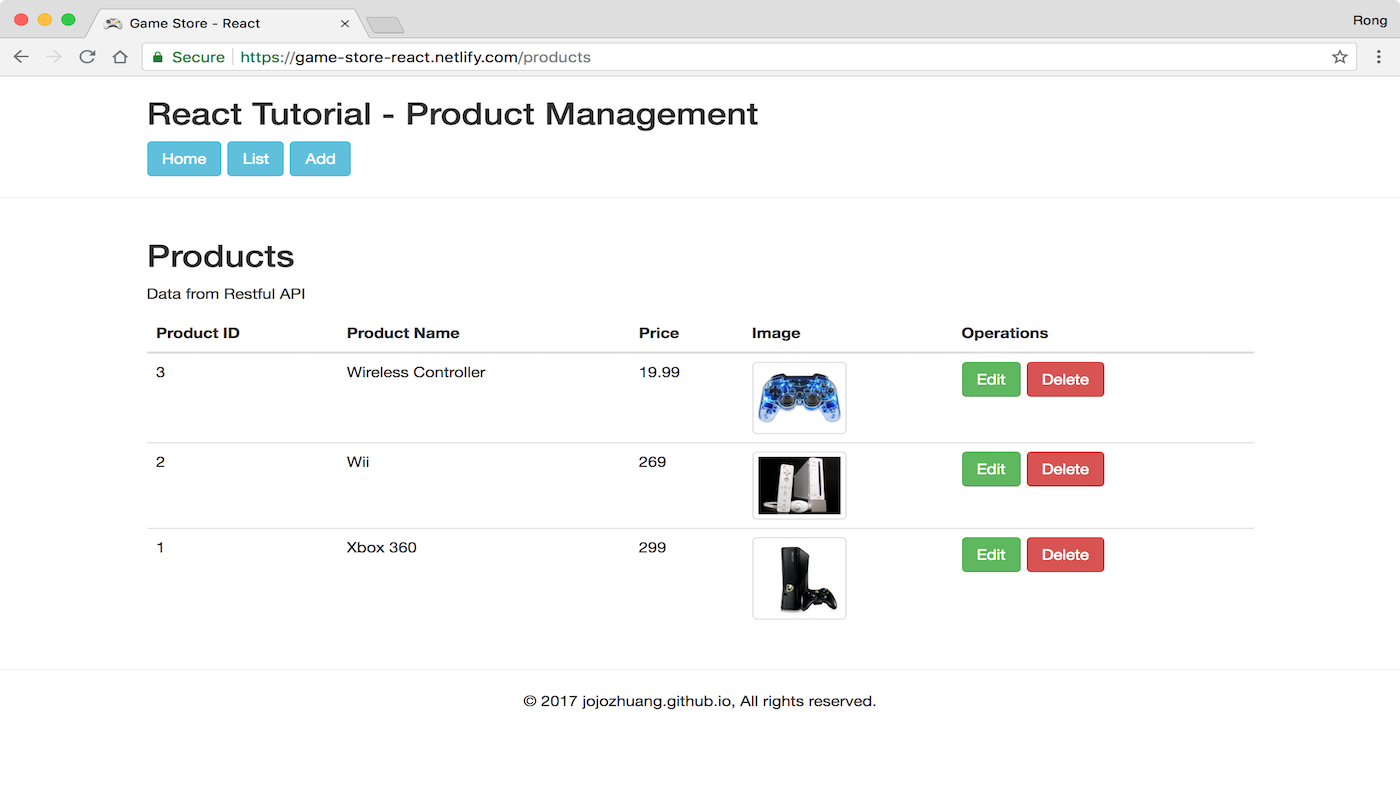 Game Store - React
Rong
Secure https://game-store-react.netlify.com/products
React Tutorial - Product Management
Home List Add
Products
Data from Restful API
Product ID Product Name Price Image Operations
3 Wireless Controller 19.99 Edit Delete
2 Wii 269 Edit Delete
1 Xbox 360 299 Edit Delete
© 2017 jojozhuang.github.io, All rights reserved.